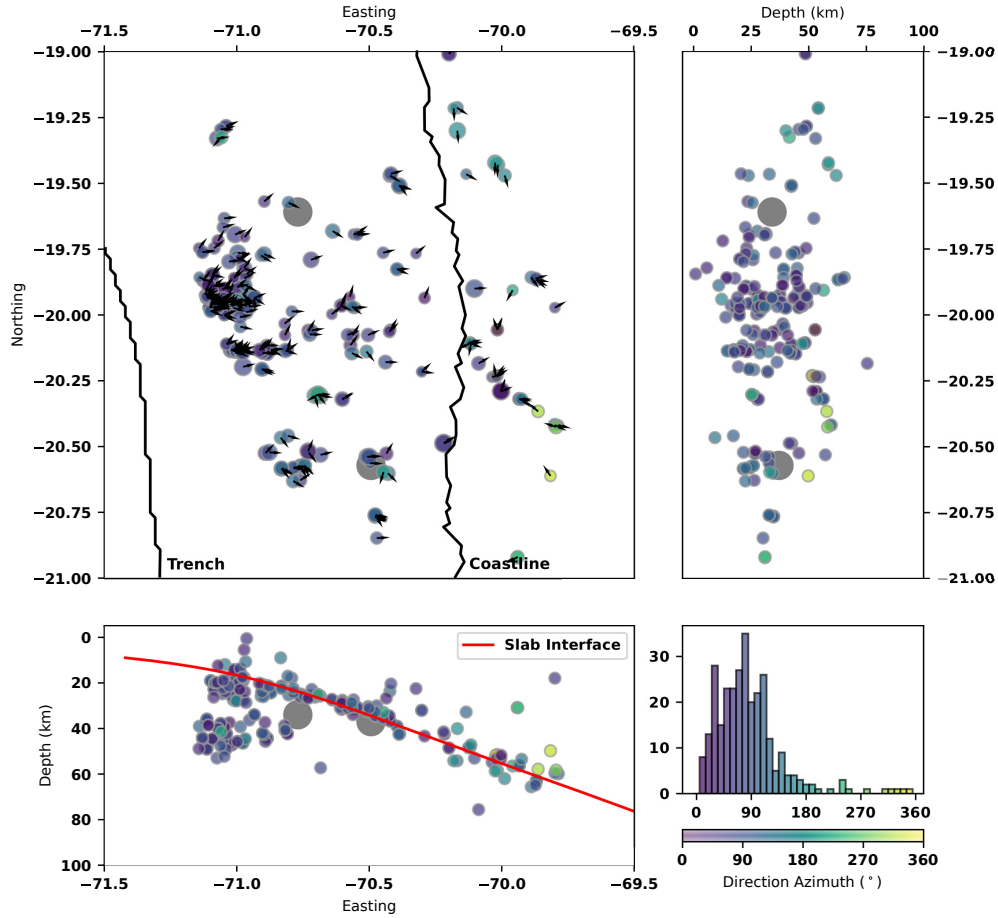 Easting
−71.5 −71.0 −70.5 −70.0 −69.5
Depth (km)
0 25 50 75 100
−19.00
−19.25
−19.50
−19.75
−20.00
−20.25
−20.50
−20.75
−21.00
Northing
Trench
Coastline
−19.00
−19.25
−19.50
−19.75
−20.00
−20.25
−20.50
−20.75
−21.00
0
20
40
60
80
100
Depth (km)
Slab Interface
−71.5 −71.0 −70.5 −70.0 −69.5
Easting
30
20
10
0
0 90 180 270 360
0 90 180 270 360
Direction Azimuth (°)